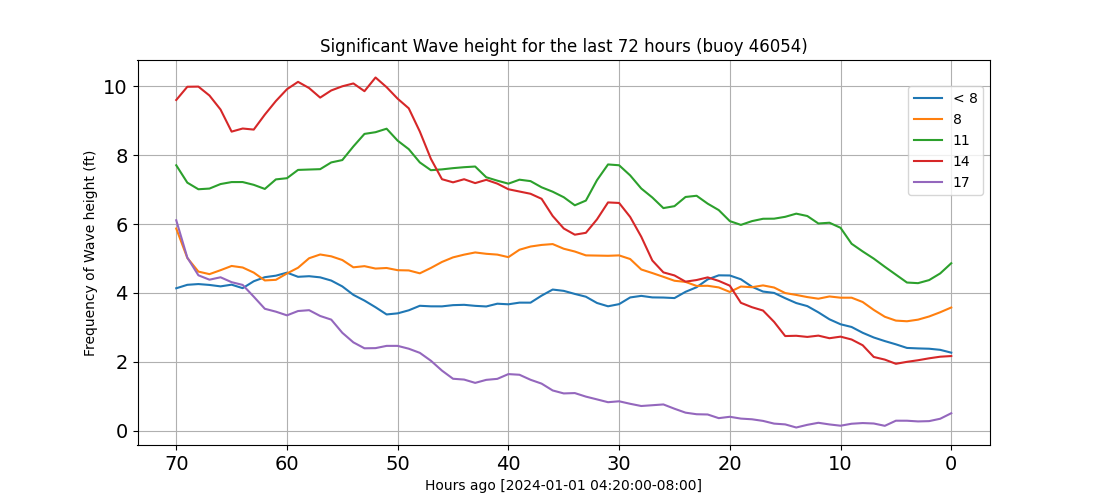 Significant Wave height for the last 72 hours (buoy 46054)
Frequency of Wave height (ft)
10
8
6
4
2
0
< 8
8
11
14
17
70 60 50 40 30 20 10 0
Hours ago [2024-01-01 04:20:00-08:00]